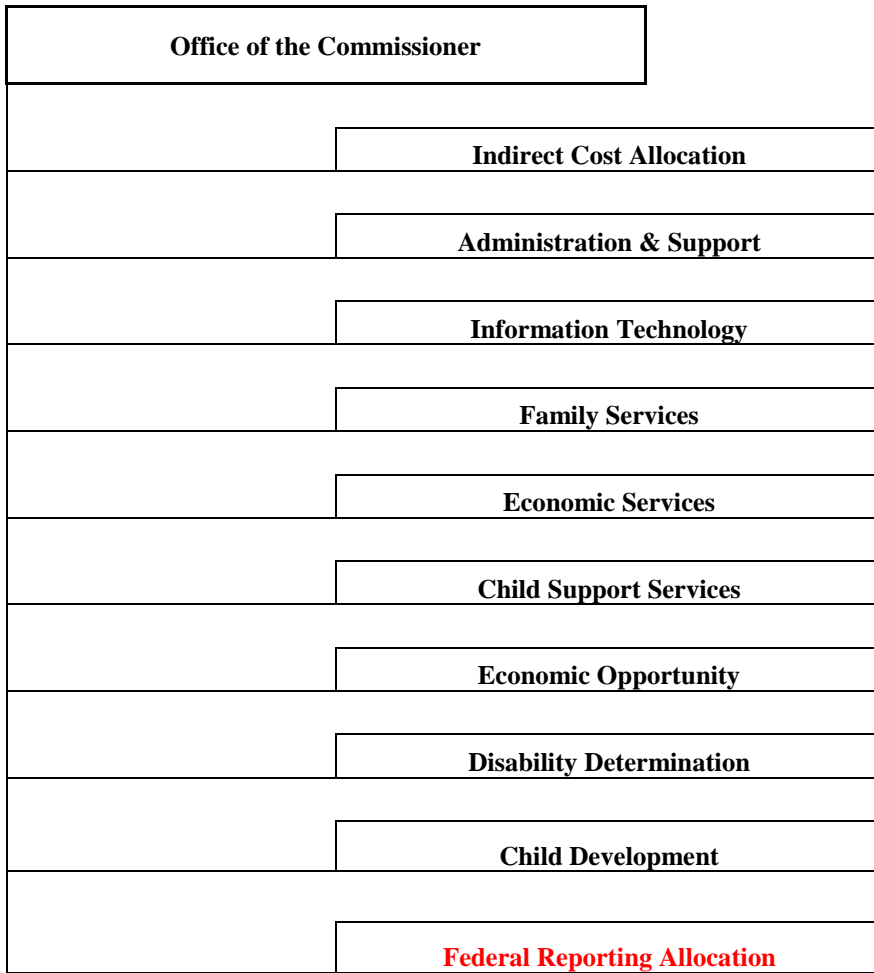 Office of the Commissioner
Indirect Cost Allocation
Administration & Support
Information Technology
Family Services
Economic Services
Child Support Services
Economic Opportunity
Disability Determination
Child Development
Federal Reporting Allocation